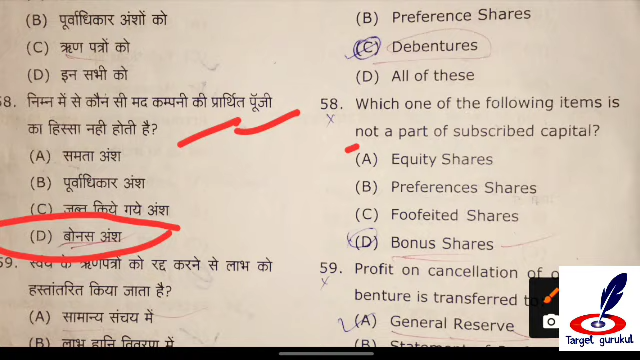 (B) पूर्वाधिकार अंशों को
(C) ऋण पत्रों को
(D) इन सभी को
58. निम्न में से कौन सी मद कम्पनी की प्रार्थित पूँजी
का हिस्सा नही होती है?
(A) समता अंश
(B) पूर्वाधिकार अंश
(C) जब्त किये गये अंश
(D) बोनस अंश
59. स्वयं के ऋणपत्रों को रद्द करने से लाभ को
हस्तांतरित किया जाता है?
(A) सामान्य संचय में
(B) लाभ हानि विवरण में
(B) Preference Shares
(C) Debentures
(D) All of these
58. Which one of the following items is
not a part of subscribed capital?
(A) Equity Shares
(B) Preferences Shares
(C) Foofeited Shares
(D) Bonus Shares
59. Profit on cancellation of
benture is transferred
(A) General Reserve
(B) Statement of
Target gurukul